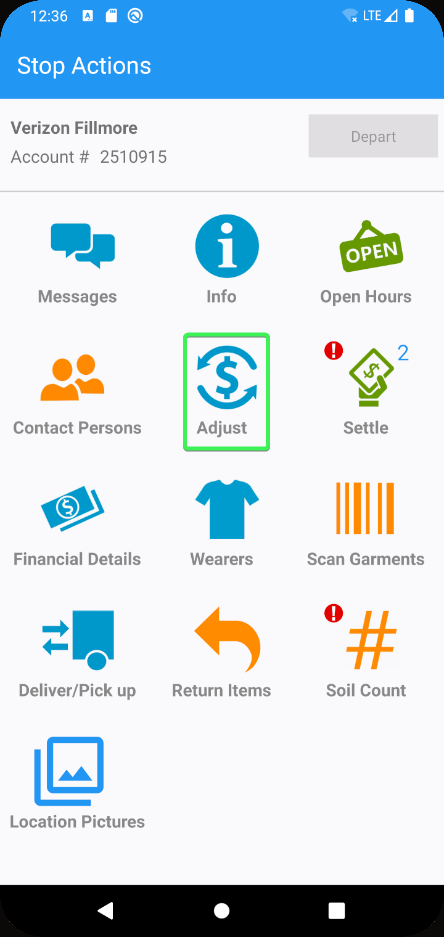 12:36 LTE
Stop Actions
Verizon Fillmore
Account # 2510915
Depart
Messages
Info
OPEN
Open Hours
Contact Persons
$
Adjust
! $ 2
Settle
$
Financial Details
Wearers
Scan Garments
Deliver/Pick up
Return Items
! #
Soil Count
Location Pictures